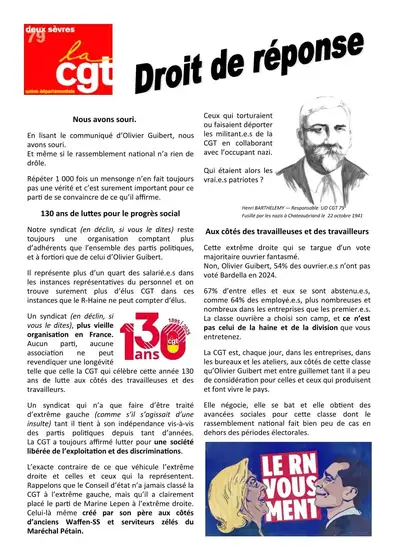 deux sèvres
79
la
cgt
union départementale
Droit de réponse
Nous avons souri.
En lisant le communiqué d'Olivier Guibert, nous
avons souri.
Et même si le rassemblement national n'a rien de
drôle.
Répéter 1 000 fois un mensonge n'en fait toujours
pas une vérité et c'est surement important pour ce
parti de se convaincre de ce qu'il affirme.
130 ans de luttes pour le progrès social
Notre syndicat (en déclin, si vous le dites) reste
toujours une organisation comptant plus
d'adhérents que l'ensemble des partis politiques,
et à fortiori que de celui d'Olivier Guibert.
Il représente plus d'un quart des salarié.e.s dans
les instances représentatives du personnel et on
trouve surement plus d'élus CGT dans ces
instances que le R-Haine ne peut compter d'élus.
Un syndicat (en déclin, si
vous le dites), plus vieille
organisation en France.
Aucun parti, aucune
association ne peut
revendiquer une longévité
telle que celle la CGT qui célèbre cette année 130
ans de lutte aux côtés des travailleuses et des
travailleurs.
130
cgt
ans
Un syndicat qui n'a que faire d'être traité
d'extrême gauche (comme s'il s'agissait d'une
insulte) tant il tient à son indépendance vis-à-vis
des partis politiques depuis tant d'années.
La CGT a toujours affirmé lutter pour une société
libérée de l'exploitation et des discriminations.
L'exacte contraire de ce que véhicule l'extrême
droite et celles et ceux qui la représentent.
Rappelons que le Conseil d'état n'a jamais classé la
CGT à l'extrême gauche, mais qu'il a clairement
placé le parti de Marine Lepen à l'extrême droite.
Celui-là même créé par son père aux côtés
d'anciens Waffen-SS et serviteurs zélés du
Maréchal Pétain.
Ceux qui torturaient
ou faisaient déporter
les militant.e.s de la
CGT en collaborant
avec l'occupant nazi.
Qui étaient alors les
vrai.e.s patriotes ?
Henri BARTHELEMY — Responsable UD CGT 79
Fusillé par les nazis à Chateaubriand le 22 octobre 1941
Aux côtés des travailleuses et des travailleurs
Cette extrême droite qui se targue d'un vote
majoritaire ouvrier fantasmé.
Non, Olivier Guibert, 54% des ouvrier.e.s n'ont pas
voté Bardella en 2024.
67% d'entre elles et eux se sont abstenus.e.s,
comme 64% des employé.e.s, plus nombreuses et
nombreux dans les entreprises que les premier.e.s.
La classe ouvrière a choisi son camp, et ce n'est
pas celui de la haine et de la division que vous
entretenez.
La CGT est, chaque jour, dans les entreprises, dans
les bureaux et les ateliers, aux côtés de cette classe
qu'Olivier Guibert met entre guillemet tant il a peu
de considération pour celles et ceux qui produisent
et font vivre le pays.
Elle négocie, elle se bat et elle obtient des
avancées sociales pour cette classe dont le
rassemblement national fait bien peu de cas en
dehors des périodes électorales.
LE RN
VOUS
MENT